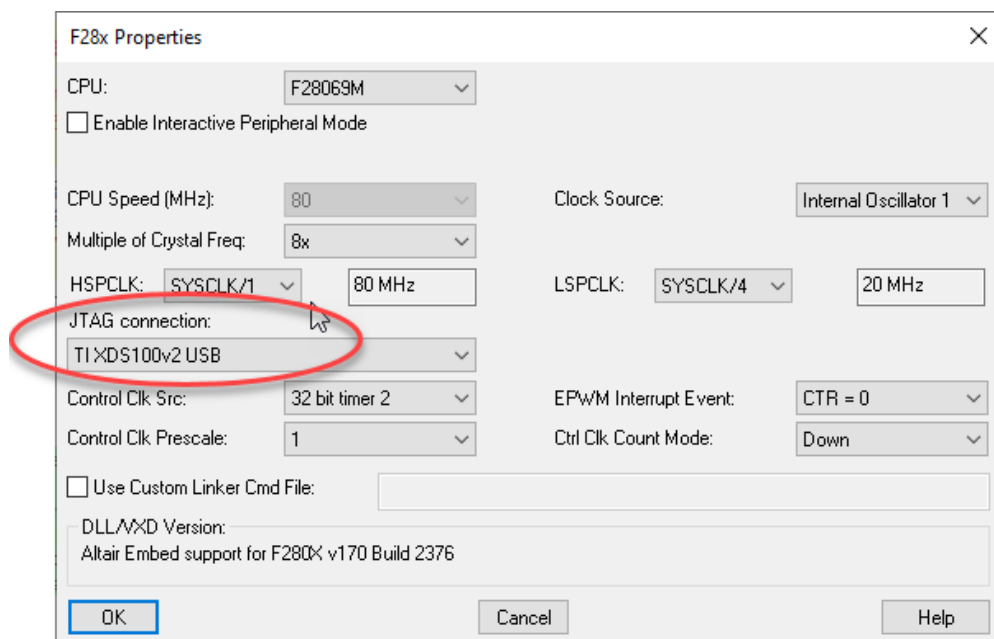 F28x Properties
CPU: F28069M
Enable Interactive Peripheral Mode
CPU Speed (MHz): 80 Clock Source: Internal Oscillator 1
Multiple of Crystal Freq: 8x
HSPCLK: SYSCLK/1 80 MHz LSPCLK: SYSCLK/4 20 MHz
JTAG connection:
TI XDS100v2 USB
Control Clk Src: 32 bit timer 2 EPWM Interrupt Event: CTR = 0
Control Clk Prescale: 1 Ctrl Clk Count Mode: Down
Use Custom Linker Cmd File:
DLL/VXD Version:
Altair Embed support for F280X v170 Build 2376
OK Cancel Help